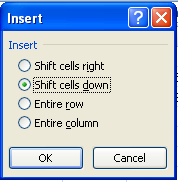 Insert
Insert
Shift cells right
Shift cells down
Entire row
Entire column
OK Cancel